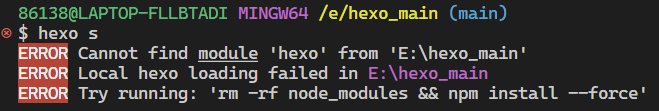 86138@LAPTOP-FLLBTADI MINGW64 /e/hexo_main (main)
$ hexo s
ERROR Cannot find module 'hexo' from 'E:\hexo_main'
ERROR Local hexo loading failed in E:\hexo_main
ERROR Try running: 'rm -rf node_modules && npm install --force'